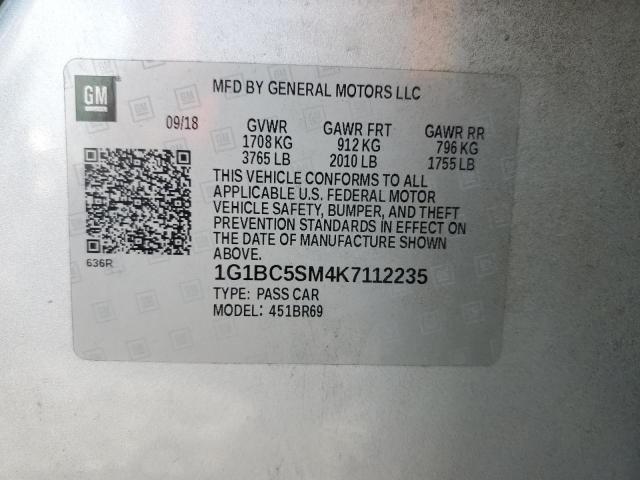 GM
MFD BY GENERAL MOTORS LLC
09/18 GVWR GAWR FRT GAWR RR
1708 KG 912 KG 796 KG
3765 LB 2010 LB 1755 LB
THIS VEHICLE CONFORMS TO ALL
APPLICABLE U.S. FEDERAL MOTOR
VEHICLE SAFETY, BUMPER, AND THEFT
PREVENTION STANDARDS IN EFFECT ON
THE DATE OF MANUFACTURE SHOWN
ABOVE.
636R
1G1BC5SM4K7112235
TYPE: PASS CAR
MODEL: 451BR69